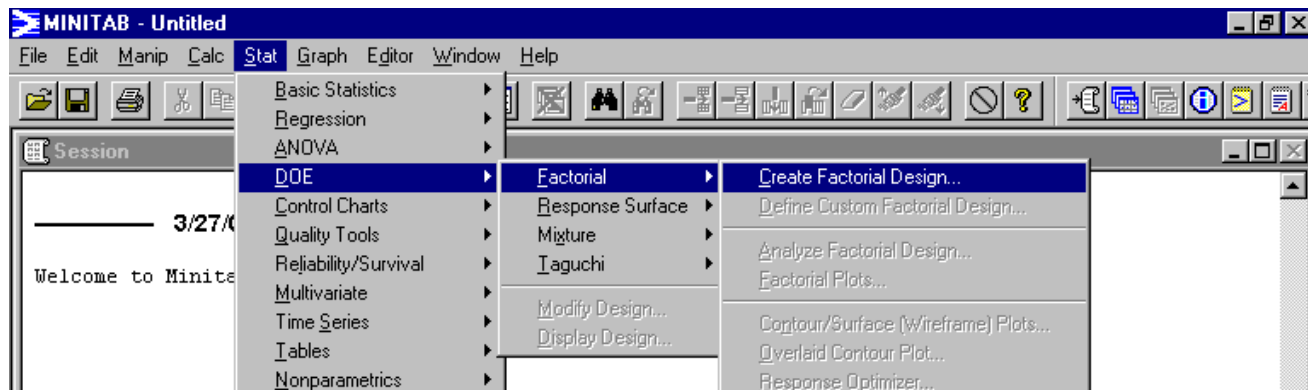 MINITAB - Untitled
File Edit Manip Calc Stat Graph Editor Window Help
Session
3/27/0
Welcome to Minita
Basic Statistics
Regression
ANOVA
DOE
Control Charts
Quality Tools
Reliability/Survival
Multivariate
Time Series
Tables
Nonparametrics
Factorial
Response Surface
Mixture
Taguchi
Modify Design...
Display Design...
Create Factorial Design...
Define Custom Factorial Design...
Analyze Factorial Design...
Factorial Plots...
Contour/Surface (Wireframe) Plots...
Overlaid Contour Plot...
Response Optimizer...